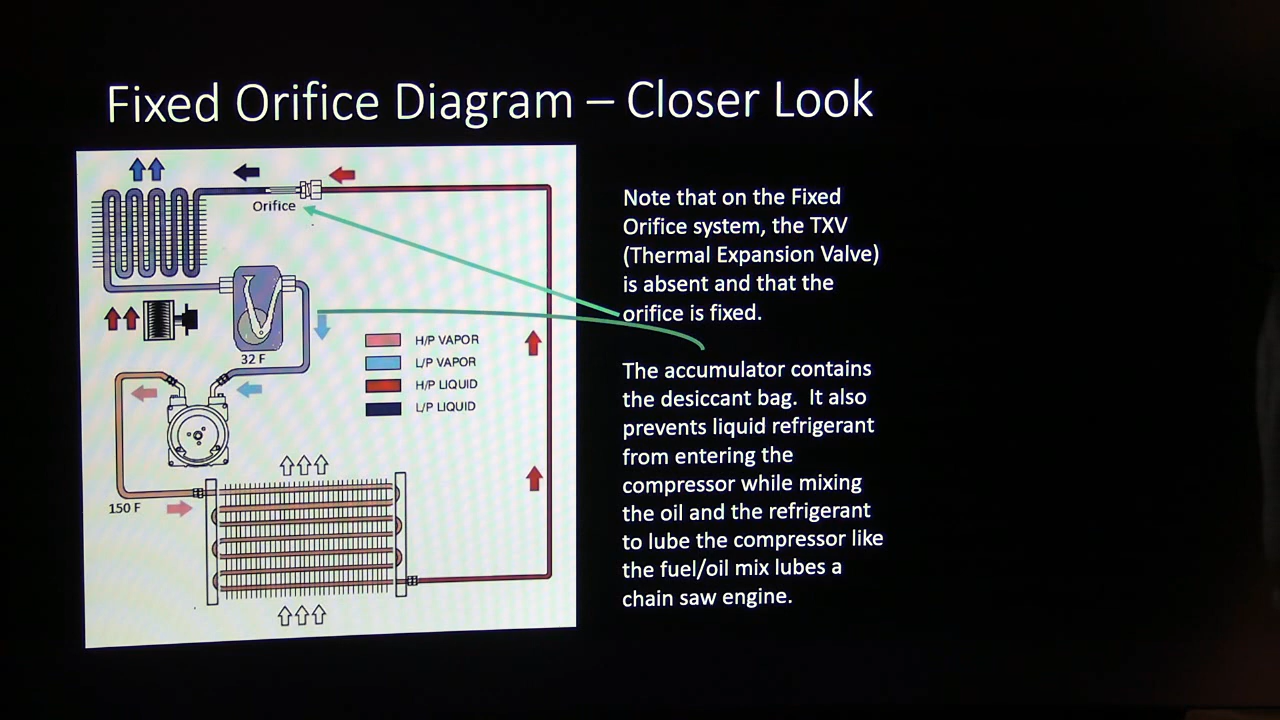 Fixed Orifice Diagram – Closer Look
Orifice
32 F
H/P VAPOR
L/P VAPOR
H/P LIQUID
L/P LIQUID
150 F
Note that on the Fixed
Orifice system, the TXV
(Thermal Expansion Valve)
is absent and that the
orifice is fixed.
The accumulator contains
the desiccant bag.  It also
prevents liquid refrigerant
from entering the
compressor while mixing
the oil and the refrigerant
to lube the compressor like
the fuel/oil mix lubes a
chain saw engine.